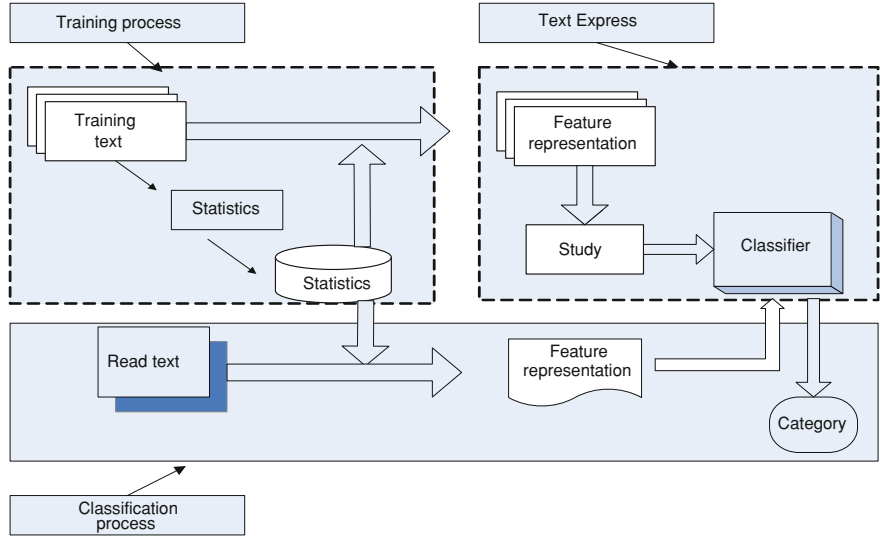 Training process
Text Express
Training
text
Feature
representation
Statistics
Study
Classifier
Statistics
Read text
Feature
representation
Category
Classification
process